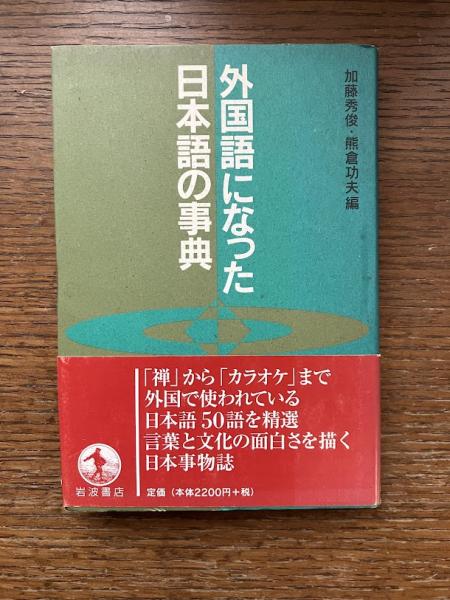 加藤秀俊・熊倉功夫編
外国語になった
日本語の事典
「禅」から「カラオケ」まで
外国で使われている
日本語50語を精選
言葉と文化の面白さを描く
日本事物誌
岩波書店
定価（本体2200円+税）